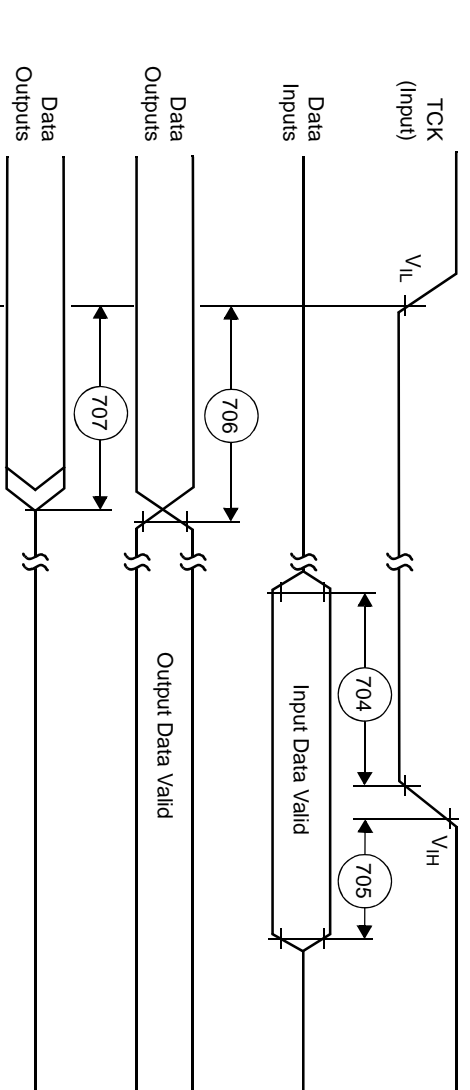 TCK
(Input)
V_IL
V_IH
704
705
Data
Inputs
Input Data Valid
706
Data
Outputs
Output Data Valid
707
Data
Outputs